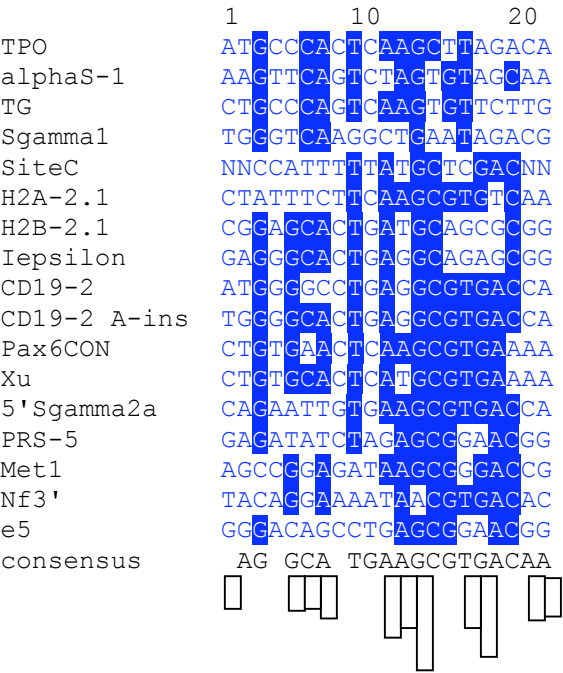 1 10 20
TPO ATGCCCACTCAAGCTTAGACA
alphaS-1 AAGTTCAGTCTAGTGTAGCAA
TG CTGCCCAGTCAAGTGTTCTTG
Sgamma1 TGGGTCAAGGCTGAATAGACG
SiteC NNCCATTTTTATGCTCGACNN
H2A-2.1 CTATTTCTTCAAGCGTGTCAA
H2B-2.1 CGGAGCACTGATGCAGCGCGG
Iepsilon GAGGGCACTGAGGCAGAGCGG
CD19-2 ATGGGGCCTGAGGCGTGACCA
CD19-2 A-ins TGGGGCACTGAGGCGTGACCA
Pax6CON CTGTGAACTCAAGCGTGAAAA
Xu CTGTGCACTCATGCGTGAAAA
5'Sgamma2a CAGAATTGTGAAGCGTGACCA
PRS-5 GAGATATCTAGAGCGGAACGG
Met1 AGCCGGAGATAAGCGGGACCG
Nf3' TACAGGAAAATAACGTGACAC
e5 GGGACAGCCTGAGCGGAACGG
consensus AG GCA TGAAGCGTGACAA